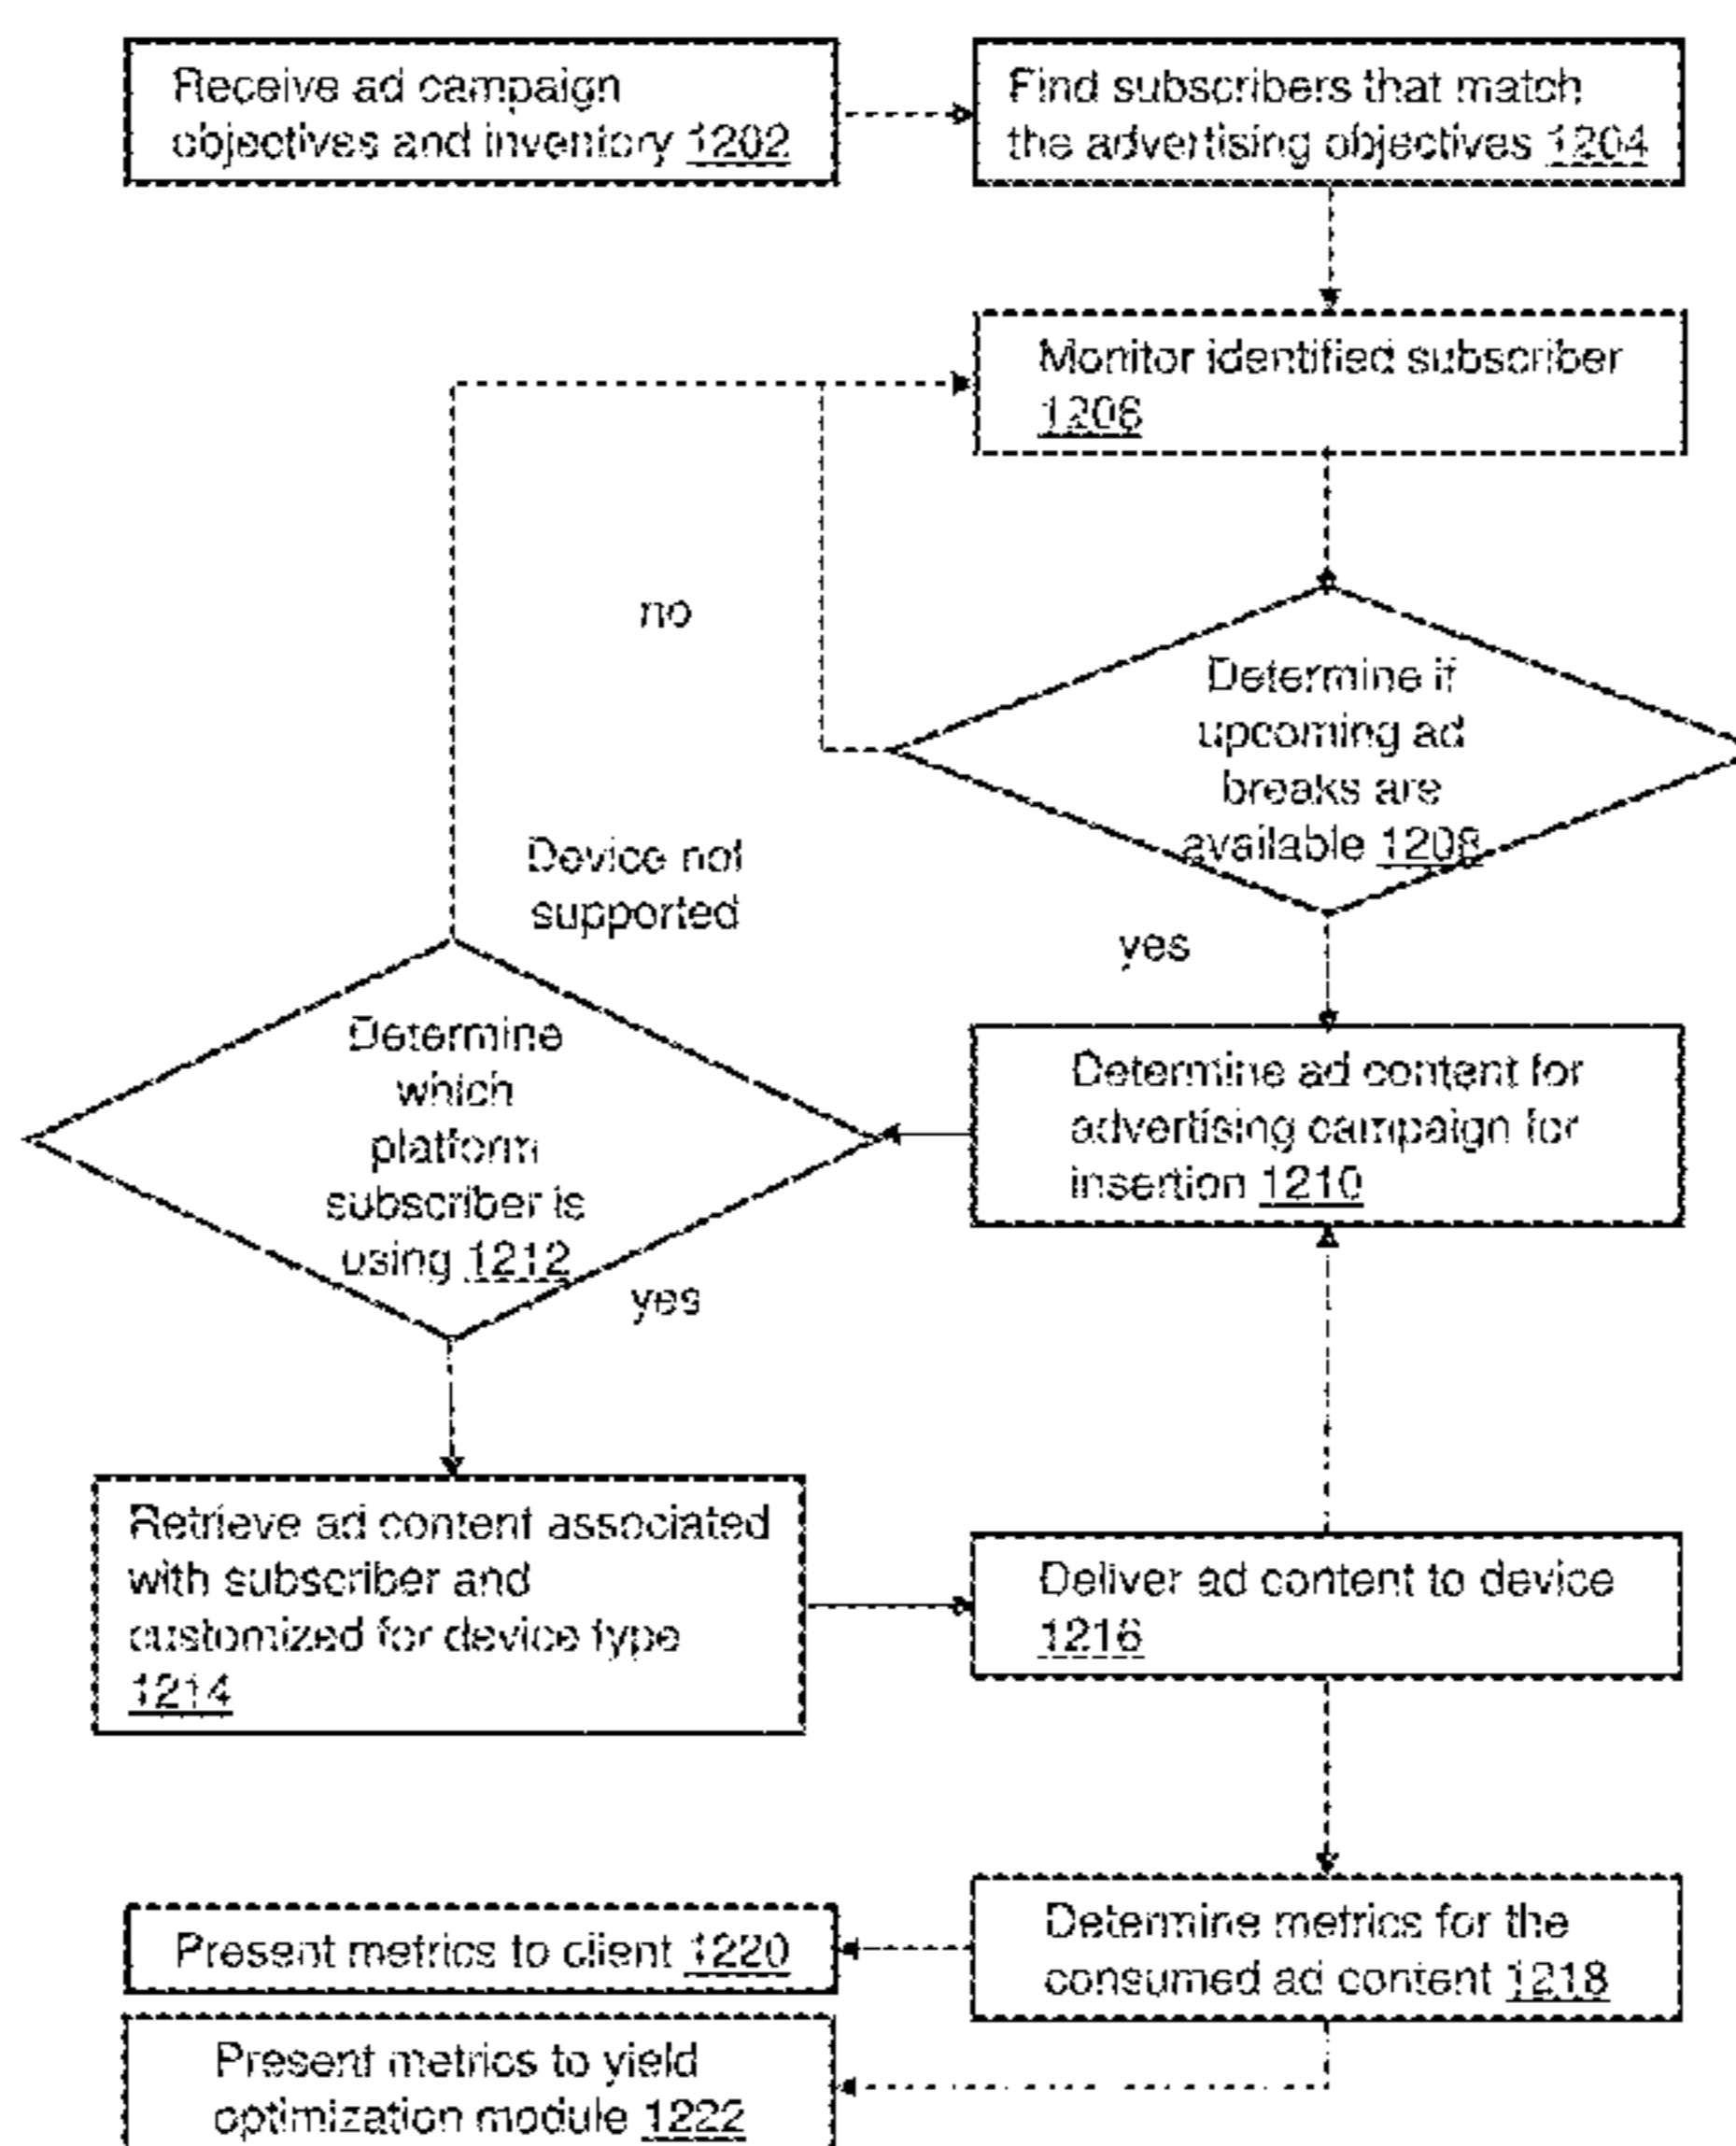 Receive ad campaign
objectives and inventory 1202
Find subscribers that match
the advertising objectives 1204
Monitor identified subscriber
1206
no
Determine if
upcoming ad
breaks are
available 1208
Device not
supported
yes
Determine
which
platform
subscriber is
using 1212
yes
Determine ad content for
advertising campaign for
insertion 1210
Retrieve ad content associated
with subscriber and
customized for device type
1214
Deliver ad content to device
1216
Present metrics to client 1220
Determine metrics for the
consumed ad content 1218
Present metrics to yield
optimization module 1222